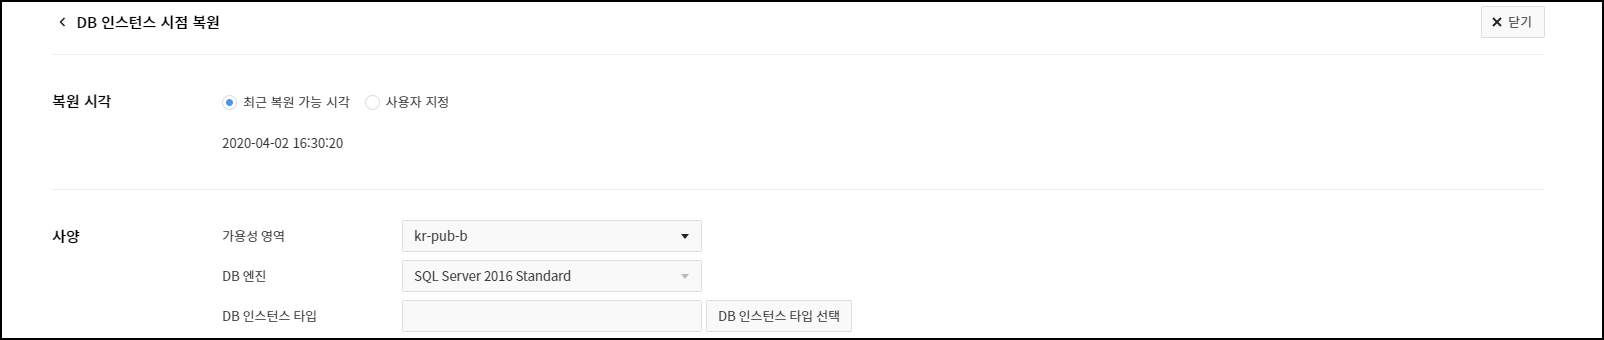 DB 인스턴스 시점 복원
닫기
복원 시각
최근 복원 가능 시각 사용자 지정
2020-04-02 16:30:20
사양
가용성 영역 kr-pub-b
DB 엔진 SQL Server 2016 Standard
DB 인스턴스 타입 DB 인스턴스 타입 선택